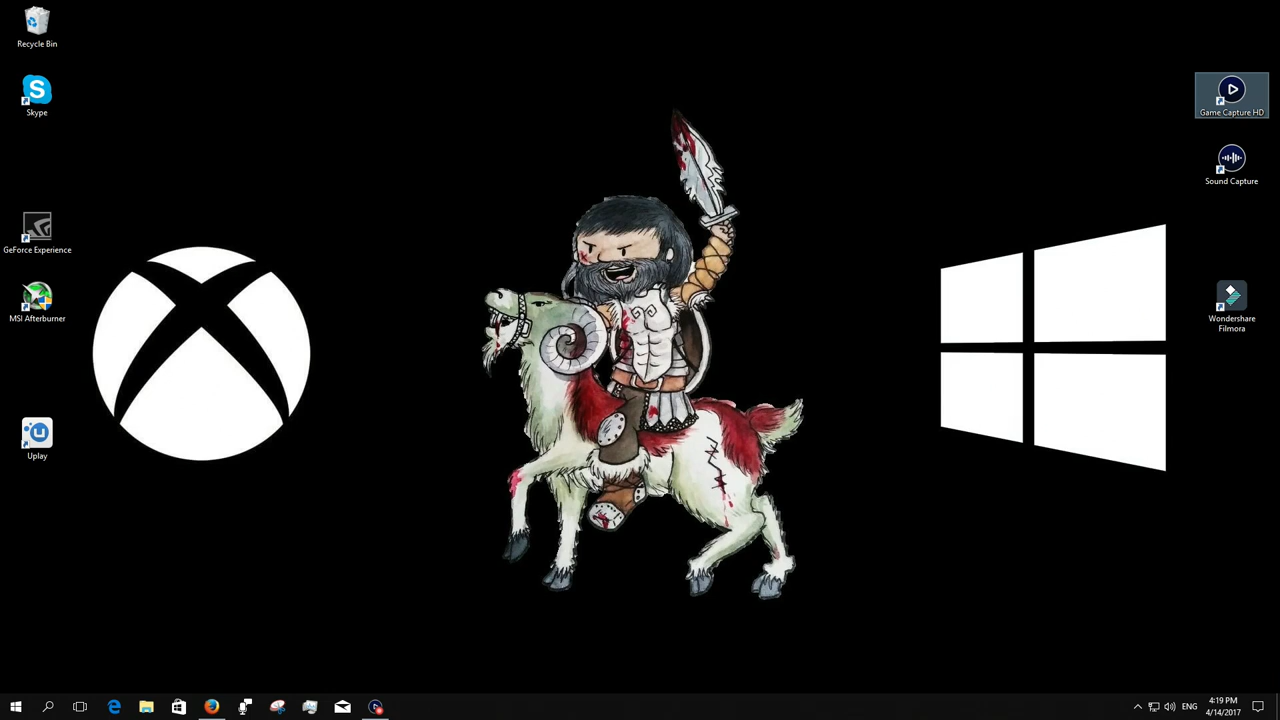 Recycle Bin
Skype
GeForce Experience
MSI Afterburner
Uplay
Game Capture HD
Sound Capture
Wondershare
Filmora
ENG
4:19 PM
4/14/2017